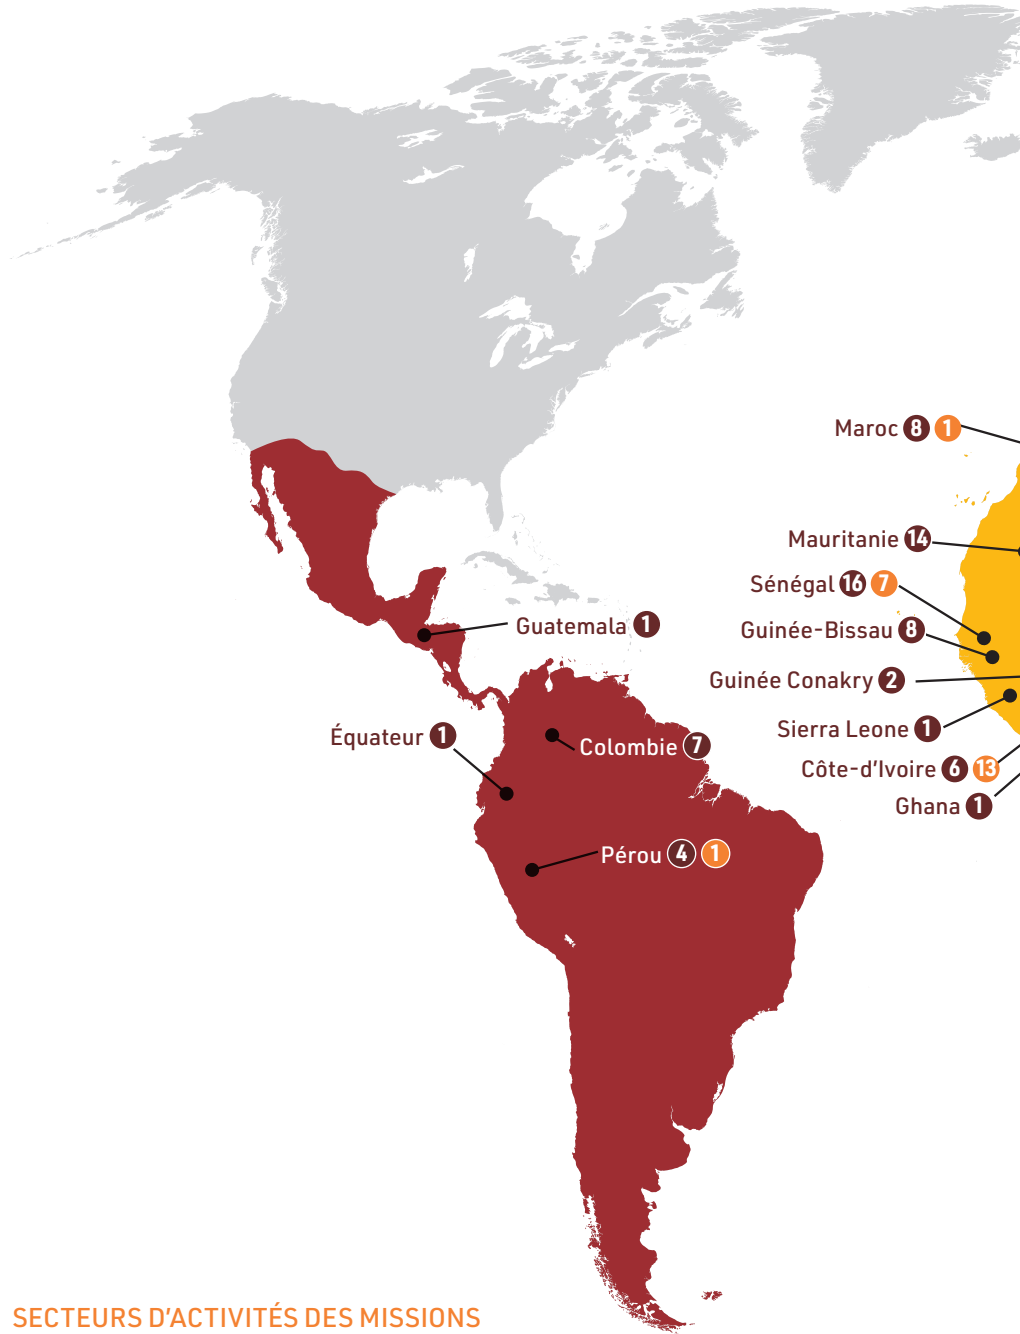 Maroc 8 1
Mauritanie 14
Sénégal 16 7
Guinée-Bissau 8
Guatemala 1
Guinée Conakry 2
Sierra Leone 1
Équateur 1
Colombie 7
Côte-d'Ivoire 6 13
Ghana 1
Pérou 4 1
SECTEURS D'ACTIVITÉS DES MISSIONS